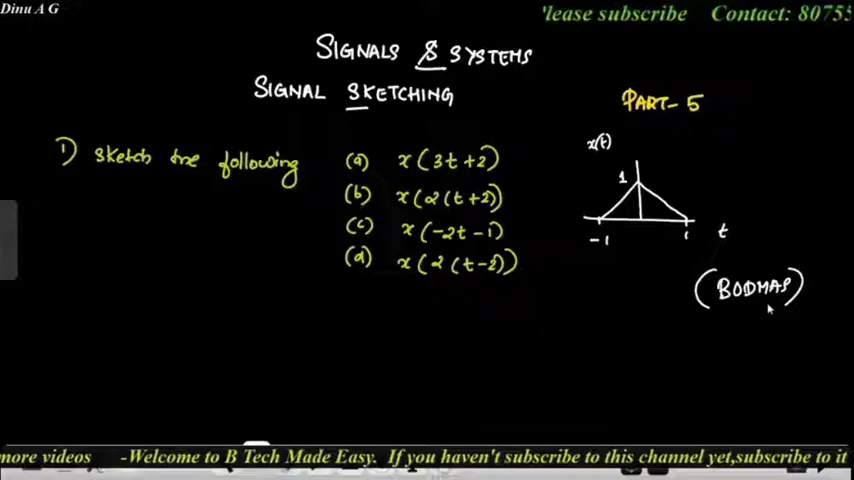 Dinu A G
'lease subscribe Contact: 80755
SIGNALS & SYSTEMS
SIGNAL SKETCHING
PART- 5
1) Sketch the following
(a) x(3t+2)
(b) x(2(t+2))
(c) x(-2t-1)
(d) x(2(t-2))
x(t)
1
-1
1
t
(BODMAS)
more videos -Welcome to B Tech Made Easy. If you haven't subscribe to this channel yet,subscribe to it